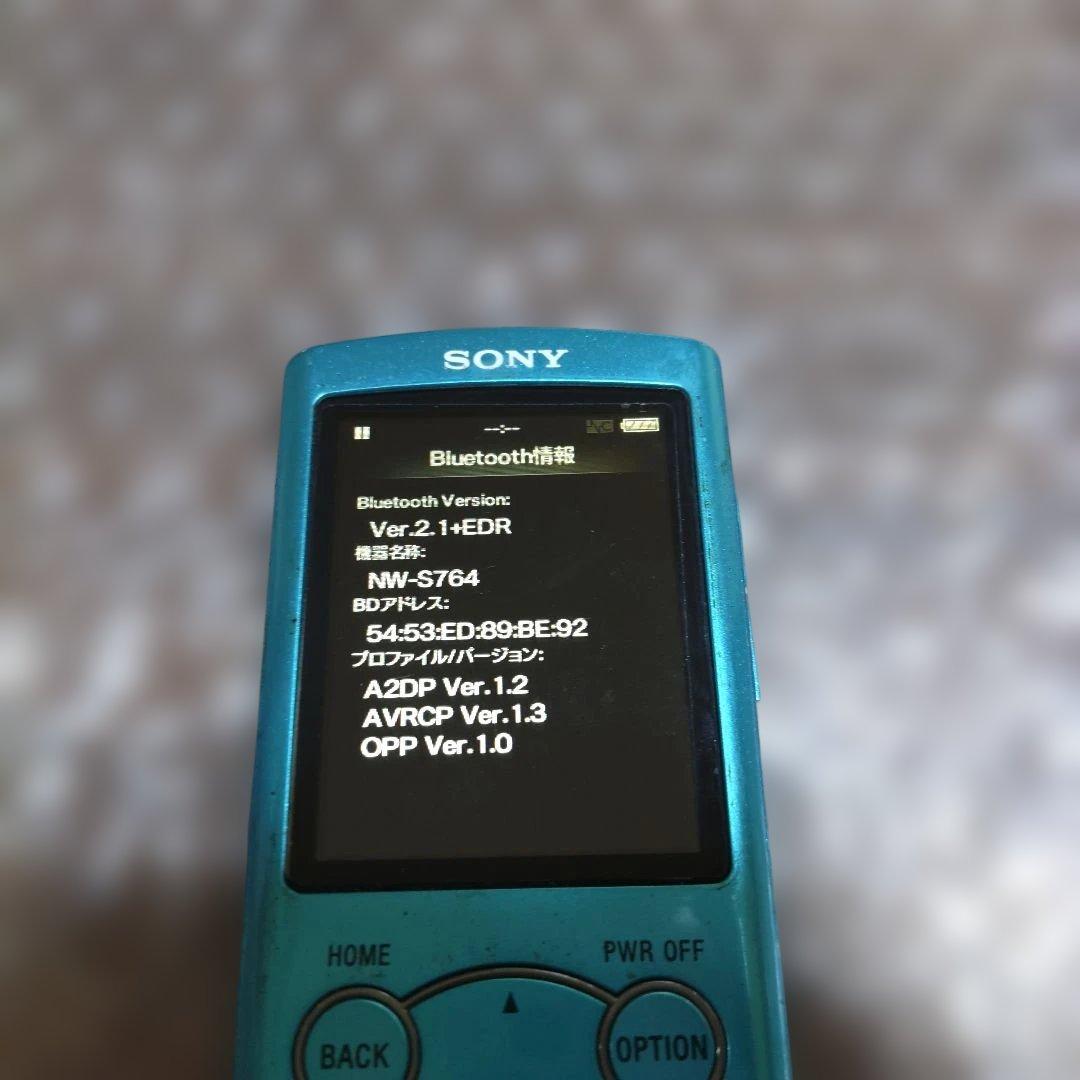 SONY
--:--
Bluetooth情報
Bluetooth Version:
Ver.2.1+EDR
機器名称:
NW-S764
BDアドレス:
54:53:ED:89:BE:92
プロファイル/バージョン:
A2DP Ver.1.2
AVRCP Ver.1.3
OPP Ver.1.0
HOME
PWR OFF
BACK
OPTION